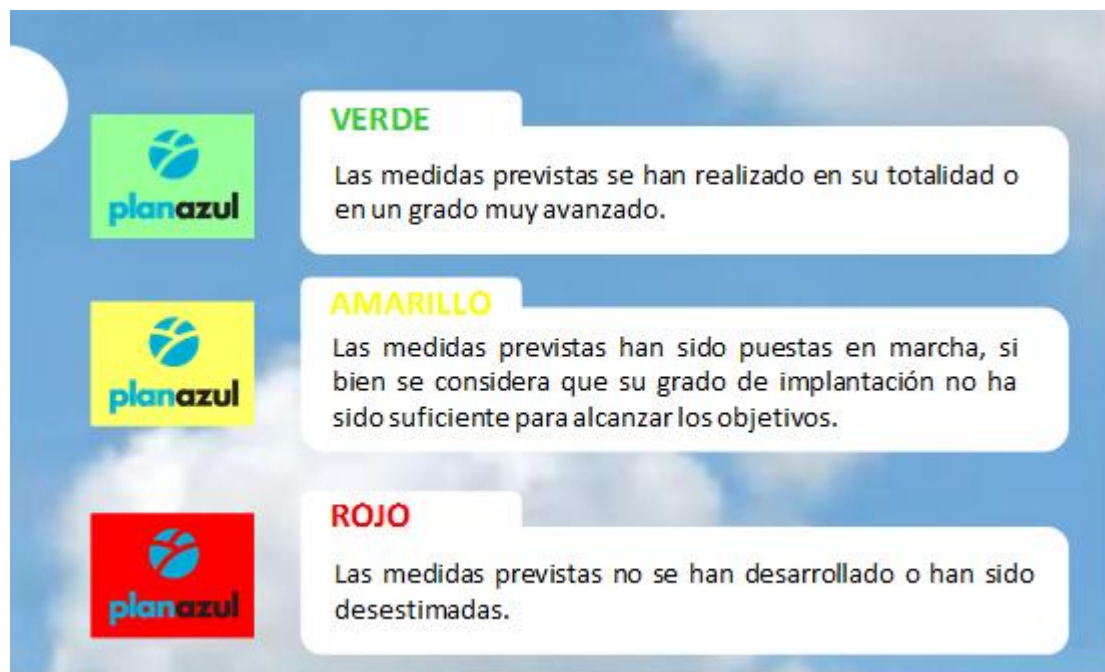 planazul
VERDE
Las medidas previstas se han realizado en su totalidad o
en un grado muy avanzado.
planazul
AMARILLO
Las medidas previstas han sido puestas en marcha, si
bien se considera que su grado de implantación no ha
sido suficiente para alcanzar los objetivos.
planazul
ROJO
Las medidas previstas no se han desarrollado o han sido
desestimadas.